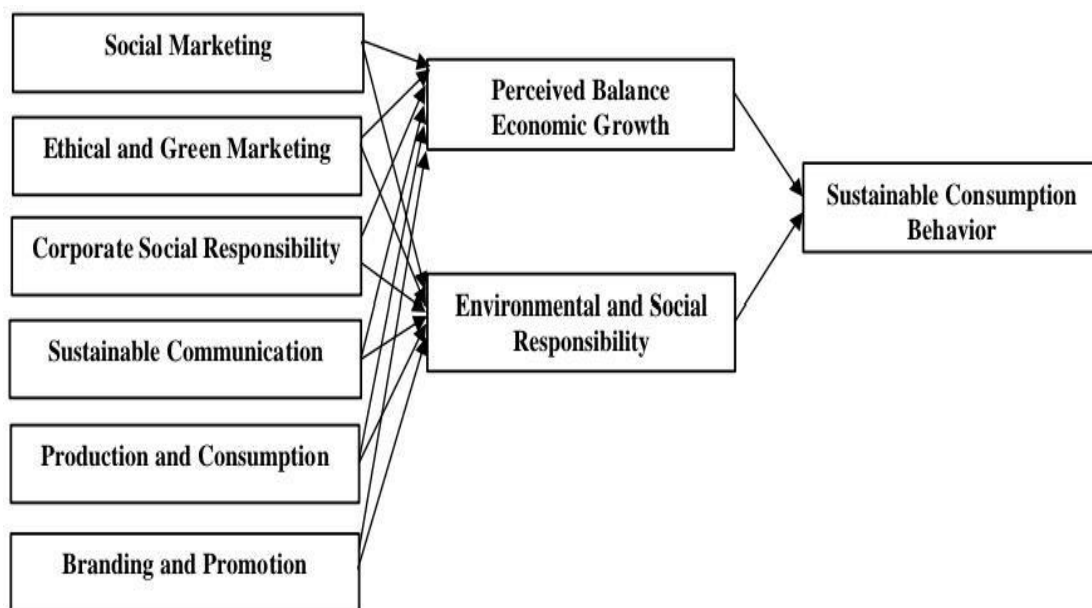 Social Marketing
Ethical and Green Marketing
Corporate Social Responsibility
Sustainable Communication
Production and Consumption
Branding and Promotion
Perceived Balance
Economic Growth
Environmental and Social
Responsibility
Sustainable Consumption
Behavior